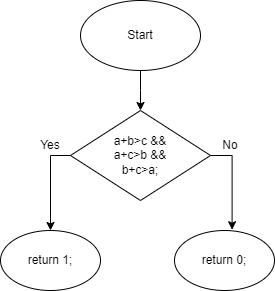 Start
a+b>c &&
a+c>b &&
b+c>a;
Yes
No
return 1;
return 0;